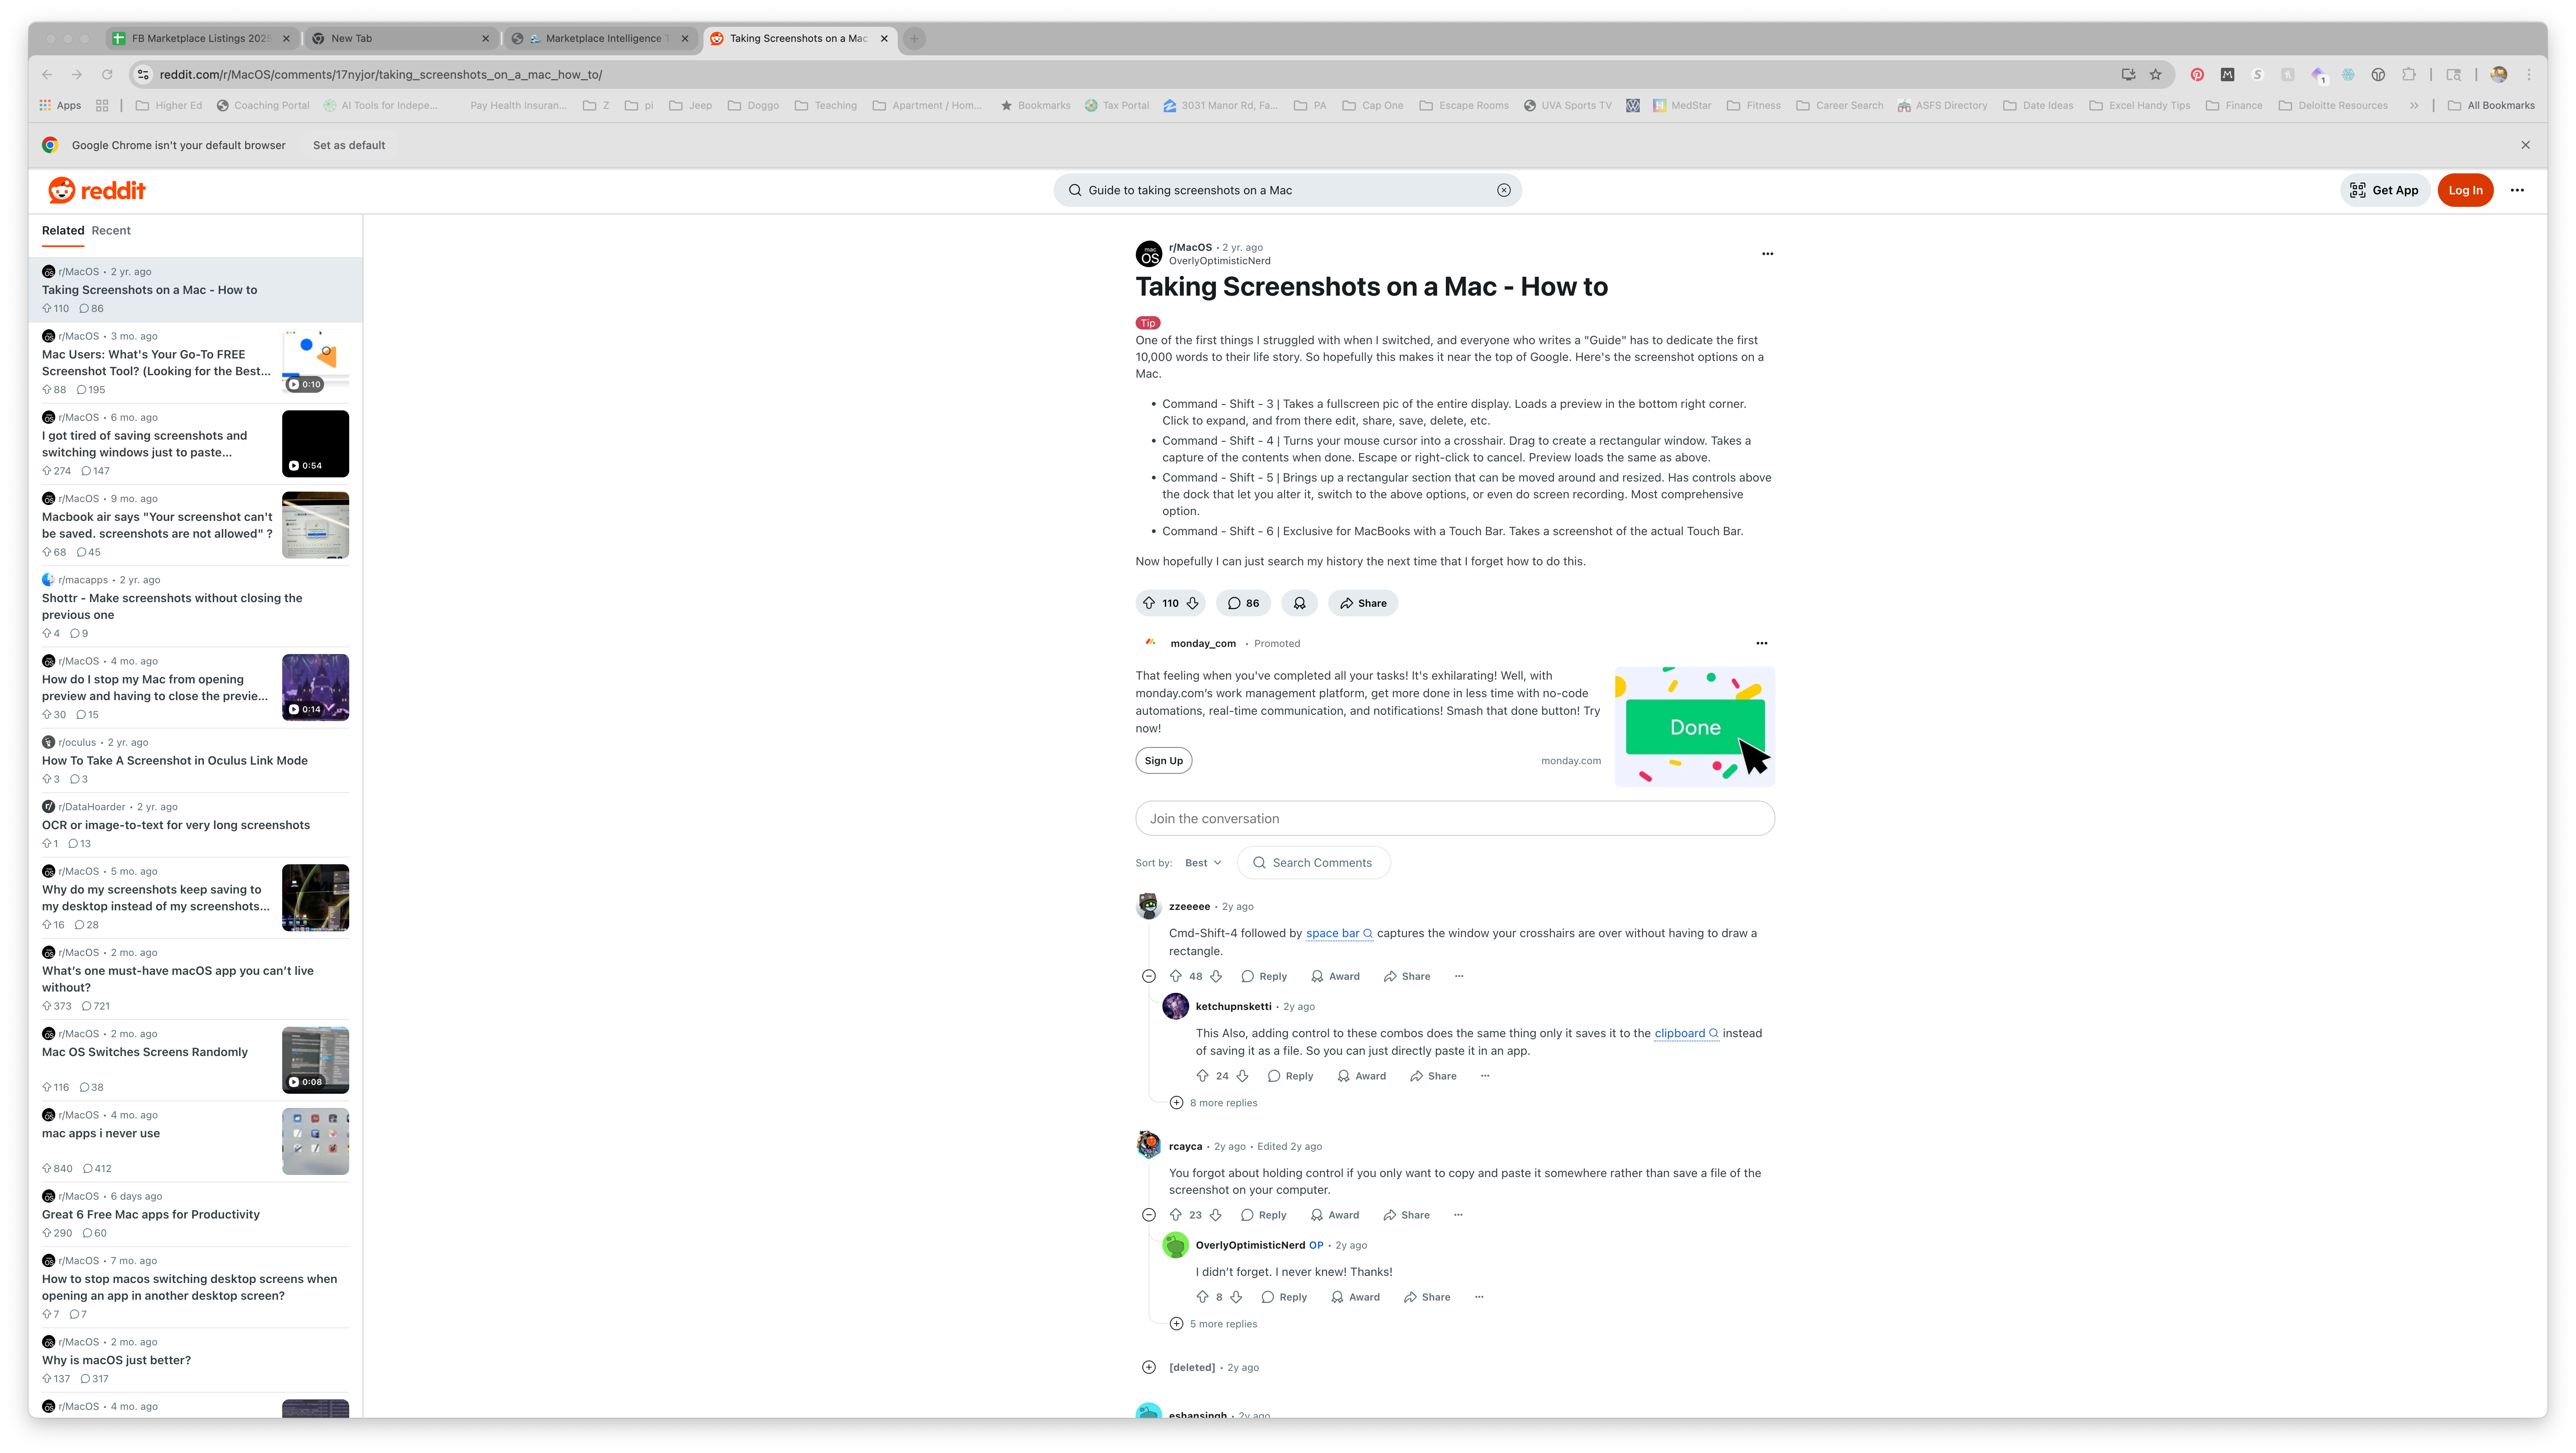 FB Marketplace Listings 2025
New Tab
Marketplace Intelligence T
Taking Screenshots on a Mac
reddit.com/r/MacOS/comments/17nyjor/taking_screenshots_on_a_mac_how_to/
Apps
Higher Ed
Coaching Portal
AI Tools for Indepe...
Pay Health Insuran...
Z
pi
Jeep
Doggo
Teaching
Apartment / Hom...
Bookmarks
Tax Portal
3031 Manor Rd, Fa...
PA
Cap One
Escape Rooms
UVA Sports TV
MedStar
Fitness
Career Search
ASFS Directory
Date Ideas
Excel Handy Tips
Finance
Deloitte Resources
All Bookmarks
Google Chrome isn't your default browser
Set as default
reddit
Guide to taking screenshots on a Mac
Get App
Log In
Related Recent
r/MacOS • 2 yr. ago
Taking Screenshots on a Mac - How to
110 86
r/MacOS • 3 mo. ago
Mac Users: What's Your Go-To FREE
Screenshot Tool? (Looking for the Best...
0:10
88 195
r/MacOS • 6 mo. ago
I got tired of saving screenshots and
switching windows just to paste...
0:54
274 147
r/MacOS • 9 mo. ago
Macbook air says "Your screenshot can't
be saved. screenshots are not allowed" ?
68 45
r/macapps • 2 yr. ago
Shottr - Make screenshots without closing the
previous one
4 9
r/MacOS • 4 mo. ago
How do I stop my Mac from opening
preview and having to close the previe...
0:14
30 15
r/oculus • 2 yr. ago
How To Take A Screenshot in Oculus Link Mode
3 3
r/DataHoarder • 2 yr. ago
OCR or image-to-text for very long screenshots
1 13
r/MacOS • 5 mo. ago
Why do my screenshots keep saving to
my desktop instead of my screenshots...
16 28
r/MacOS • 2 mo. ago
What's one must-have macOS app you can't live
without?
373 721
r/MacOS • 2 mo. ago
Mac OS Switches Screens Randomly
0:08
116 38
r/MacOS • 4 mo. ago
mac apps i never use
840 412
r/MacOS • 6 days ago
Great 6 Free Mac apps for Productivity
290 60
r/MacOS • 7 mo. ago
How to stop macos switching desktop screens when
opening an app in another desktop screen?
7 7
r/MacOS • 2 mo. ago
Why is macOS just better?
137 317
r/MacOS • 4 mo. ago
mac
OS
r/MacOS • 2 yr. ago
OverlyOptimisticNerd
Taking Screenshots on a Mac - How to
Tip
One of the first things I struggled with when I switched, and everyone who writes a "Guide" has to dedicate the first
10,000 words to their life story. So hopefully this makes it near the top of Google. Here's the screenshot options on a
Mac.
• Command - Shift - 3 | Takes a fullscreen pic of the entire display. Loads a preview in the bottom right corner.
Click to expand, and from there edit, share, save, delete, etc.
• Command - Shift - 4 | Turns your mouse cursor into a crosshair. Drag to create a rectangular window. Takes a
capture of the contents when done. Escape or right-click to cancel. Preview loads the same as above.
• Command - Shift - 5 | Brings up a rectangular section that can be moved around and resized. Has controls above
the dock that let you alter it, switch to the above options, or even do screen recording. Most comprehensive
option.
• Command - Shift - 6 | Exclusive for MacBooks with a Touch Bar. Takes a screenshot of the actual Touch Bar.
Now hopefully I can just search my history the next time that I forget how to do this.
110 86 Share
monday_com • Promoted
That feeling when you've completed all your tasks! It's exhilarating! Well, with
monday.com's work management platform, get more done in less time with no-code
automations, real-time communication, and notifications! Smash that done button! Try
now!
Sign Up
monday.com
Done
Join the conversation
Sort by: Best
Search Comments
zzeeeee • 2y ago
Cmd-Shift-4 followed by space bar captures the window your crosshairs are over without having to draw a
rectangle.
48 Reply Award Share
ketchupnsketti • 2y ago
This Also, adding control to these combos does the same thing only it saves it to the clipboard instead
of saving it as a file. So you can just directly paste it in an app.
24 Reply Award Share
8 more replies
rcayca • 2y ago • Edited 2y ago
You forgot about holding control if you only want to copy and paste it somewhere rather than save a file of the
screenshot on your computer.
23 Reply Award Share
OverlyOptimisticNerd OP • 2y ago
I didn't forget. I never knew! Thanks!
8 Reply Award Share
5 more replies
[deleted] • 2y ago
eshansingh • 2y ago